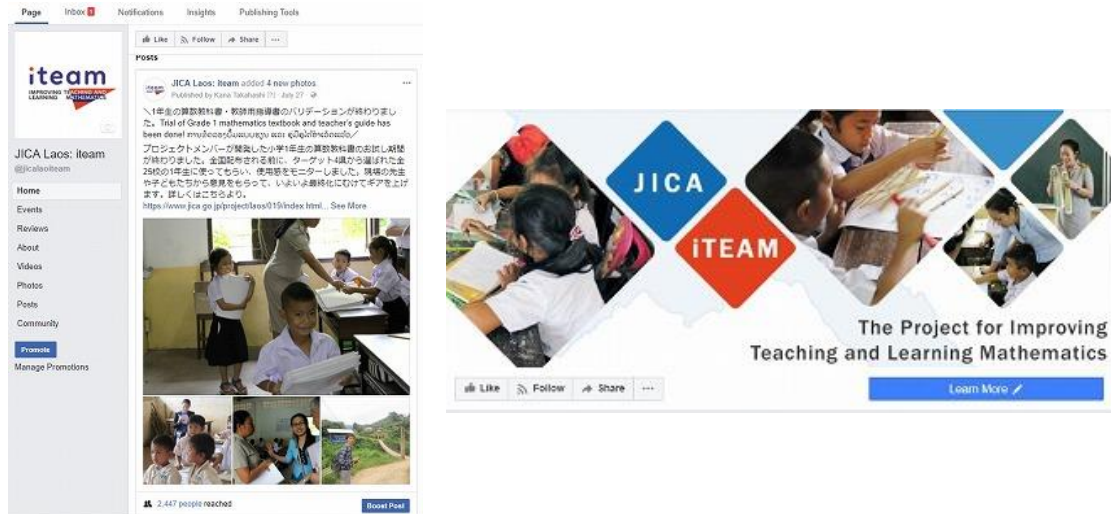 Page Inbox 1 Notifications Insights Publishing Tools
iteam
IMPROVING TEACHING AND
LEARNING MATHEMATICS
JICA Laos: iteam
@jicalaoiteam
Home
Events
Reviews
About
Videos
Photos
Posts
Community
Promote
Manage Promotions
Like Follow Share ...
Posts
JICA Laos: iteam added 4 new photos.
Published by Kana Takahashi [?] · July 27 ·
＼1年生の算数教科書・教師用指導書のバリデーションが終わりまし
た。Trial of Grade 1 mathematics textbook and teacher's guide has
been done!
プロジェクトメンバーが開発した小学1年生の算数教科書のお試し期間
が終わりました。全国配布される前に、ターゲット4県から選ばれた全
25校の1年生に使ってもらい、使用感をモニターしました。現場の先生
や子どもたちから意見をもらって、いよいよ最終化にむけてギアを上げ
ます。詳しくはこちらより。
https://www.jica.go.jp/project/laos/019/index.html... See More
2,447 people reached
Boost Post
JICA
iTEAM
The Project for Improving
Teaching and Learning Mathematics
Like Follow Share ...
Learn More